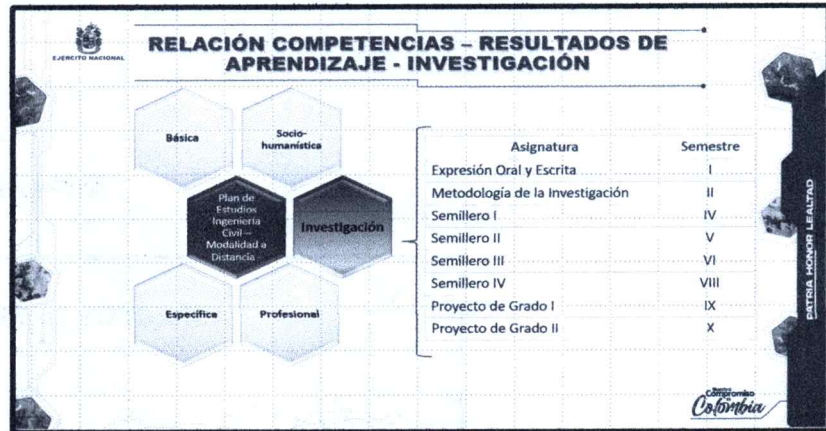 EJÉRCITO NACIONAL
RELACIÓN COMPETENCIAS – RESULTADOS DE
APRENDIZAJE - INVESTIGACIÓN
Básica
Socio-
humanística
Plan de
Estudios
Ingeniería
Civil –
Modalidad a
Distancia
Investigación
Específica
Profesional
Asignatura Semestre
Expresión Oral y Escrita I
Metodología de la Investigación II
Semillero I IV
Semillero II V
Semillero III VI
Semillero IV VIII
Proyecto de Grado I IX
Proyecto de Grado II X
PATRIA HONOR LEALTAD
Nuestro
Compromiso
es
Colombia